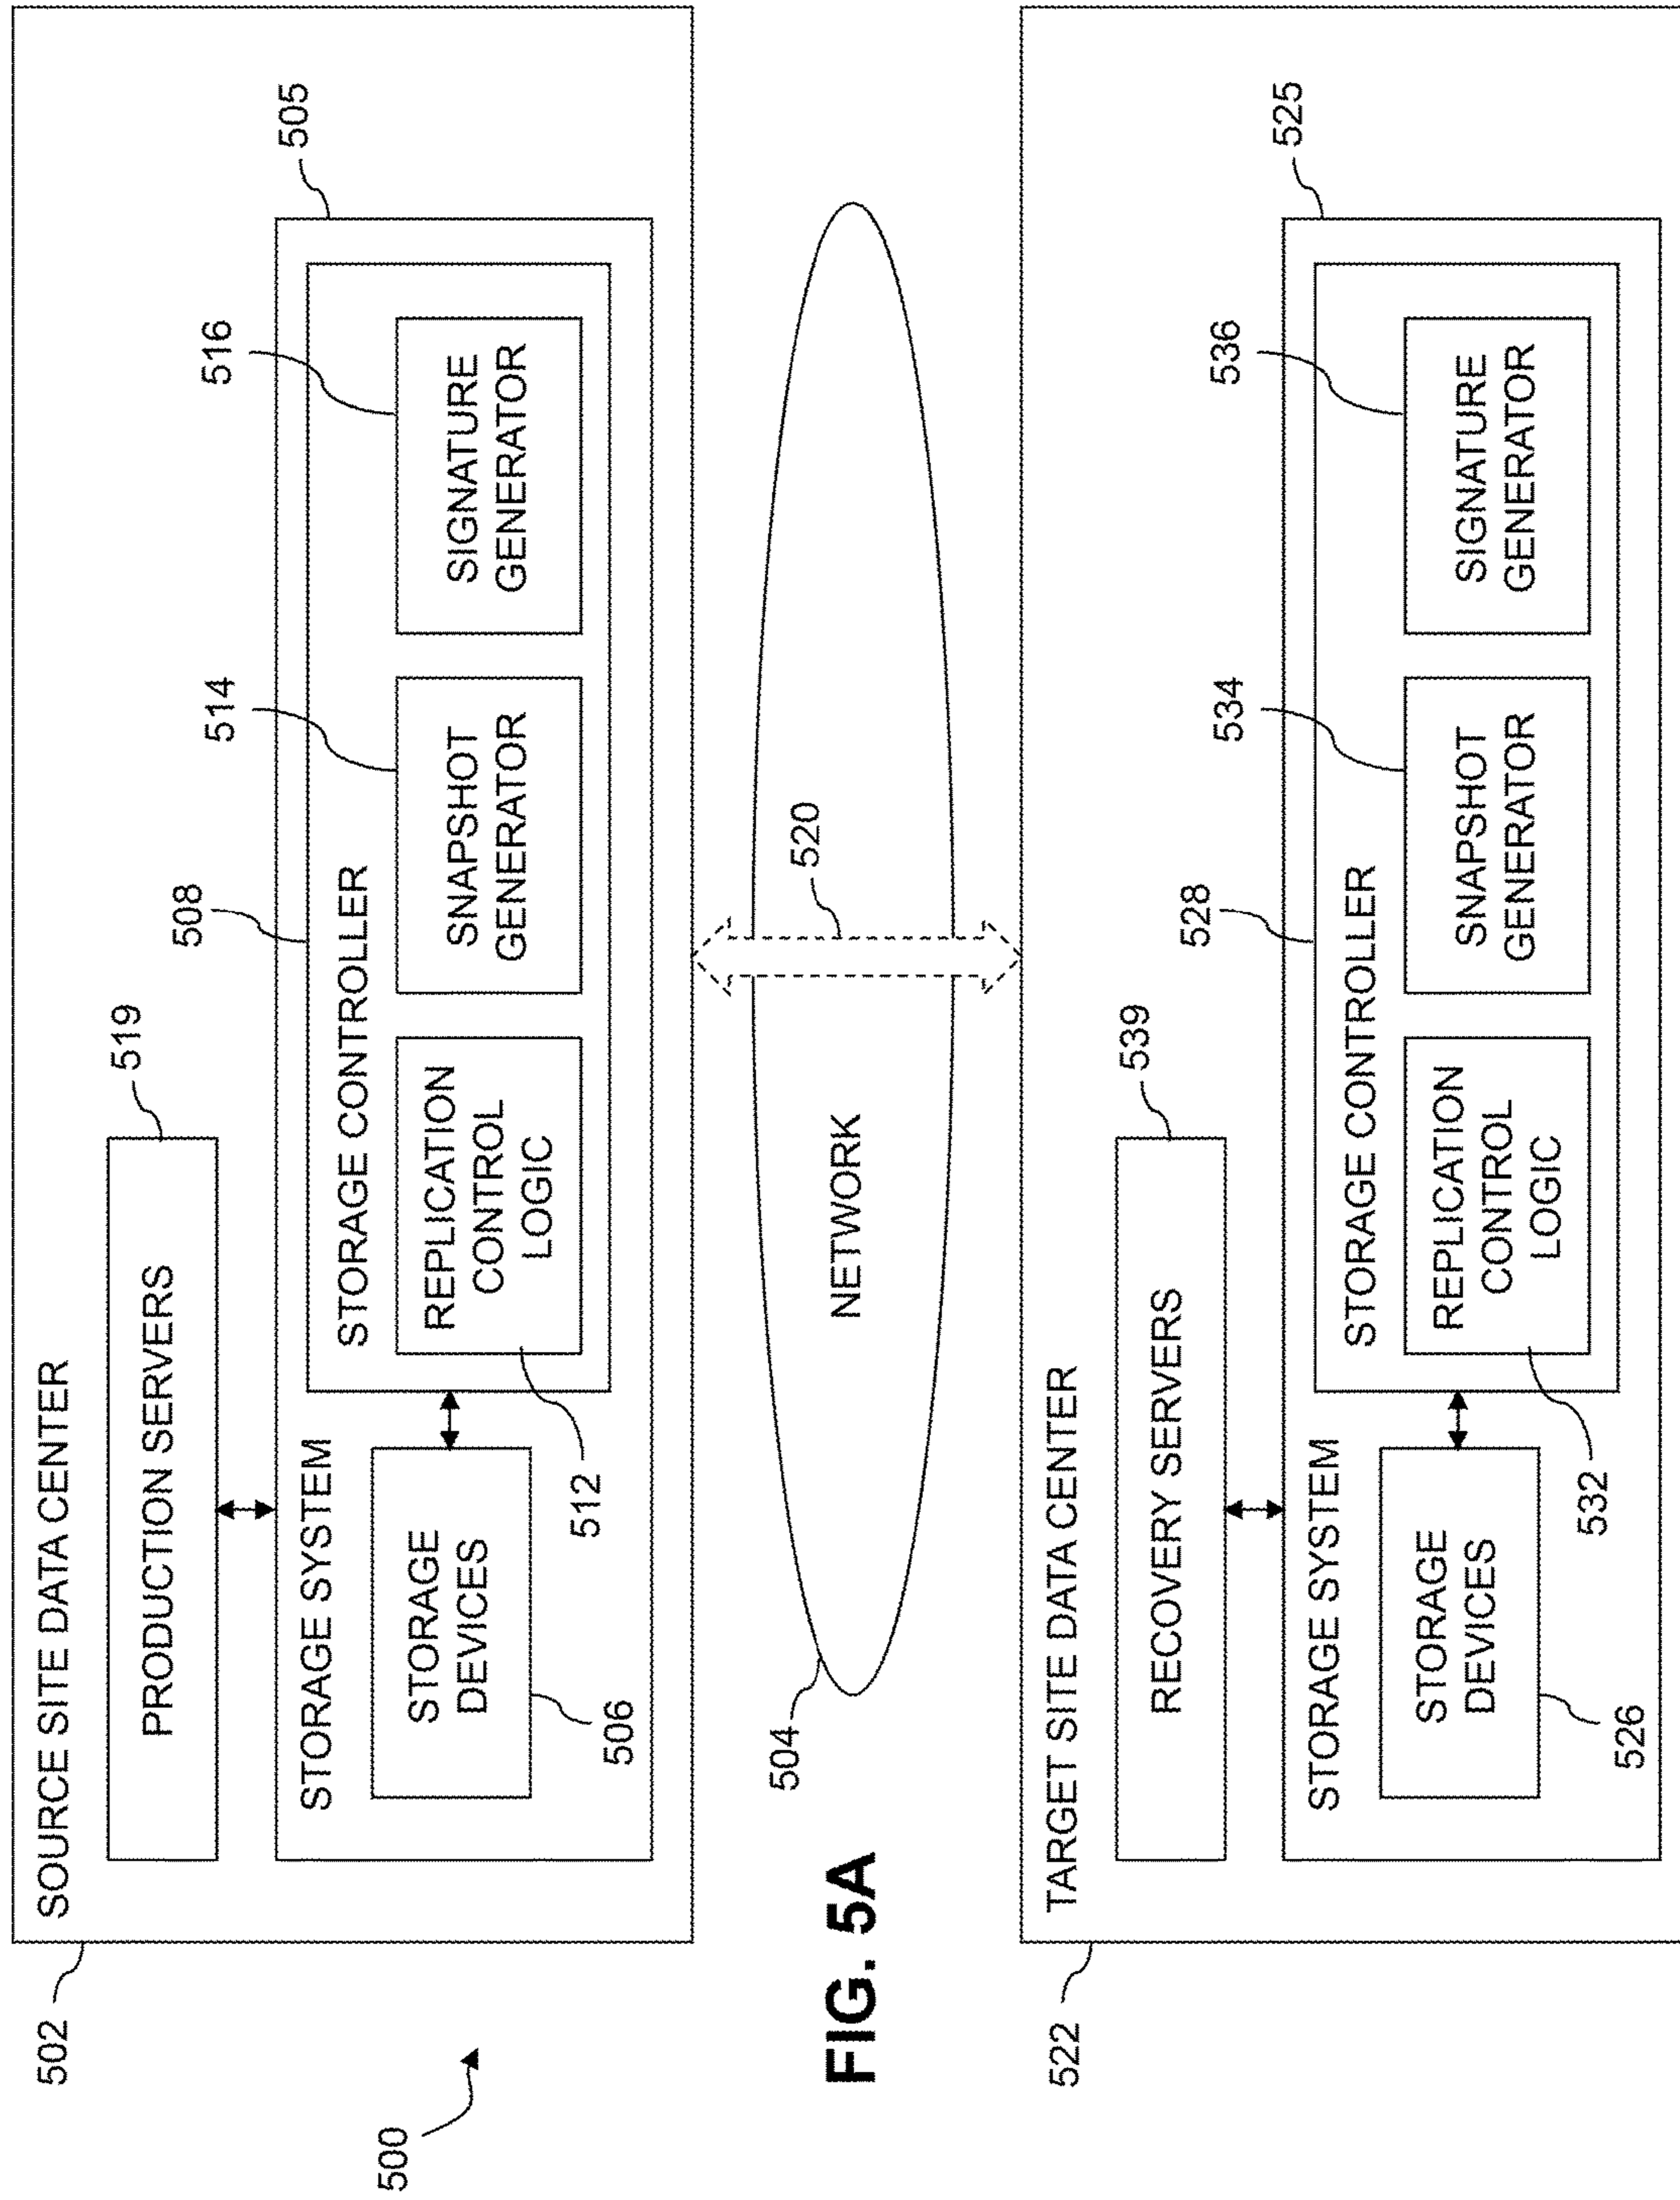 500
502
SOURCE SITE DATA CENTER
PRODUCTION SERVERS
519
STORAGE SYSTEM
505
STORAGE
DEVICES
506
STORAGE CONTROLLER
508
REPLICATION
CONTROL
LOGIC
512
SNAPSHOT
GENERATOR
514
SIGNATURE
GENERATOR
516
504
NETWORK
520
FIG. 5A
522
TARGET SITE DATA CENTER
RECOVERY SERVERS
539
STORAGE SYSTEM
525
STORAGE
DEVICES
526
STORAGE CONTROLLER
528
REPLICATION
CONTROL
LOGIC
532
SNAPSHOT
GENERATOR
534
SIGNATURE
GENERATOR
536